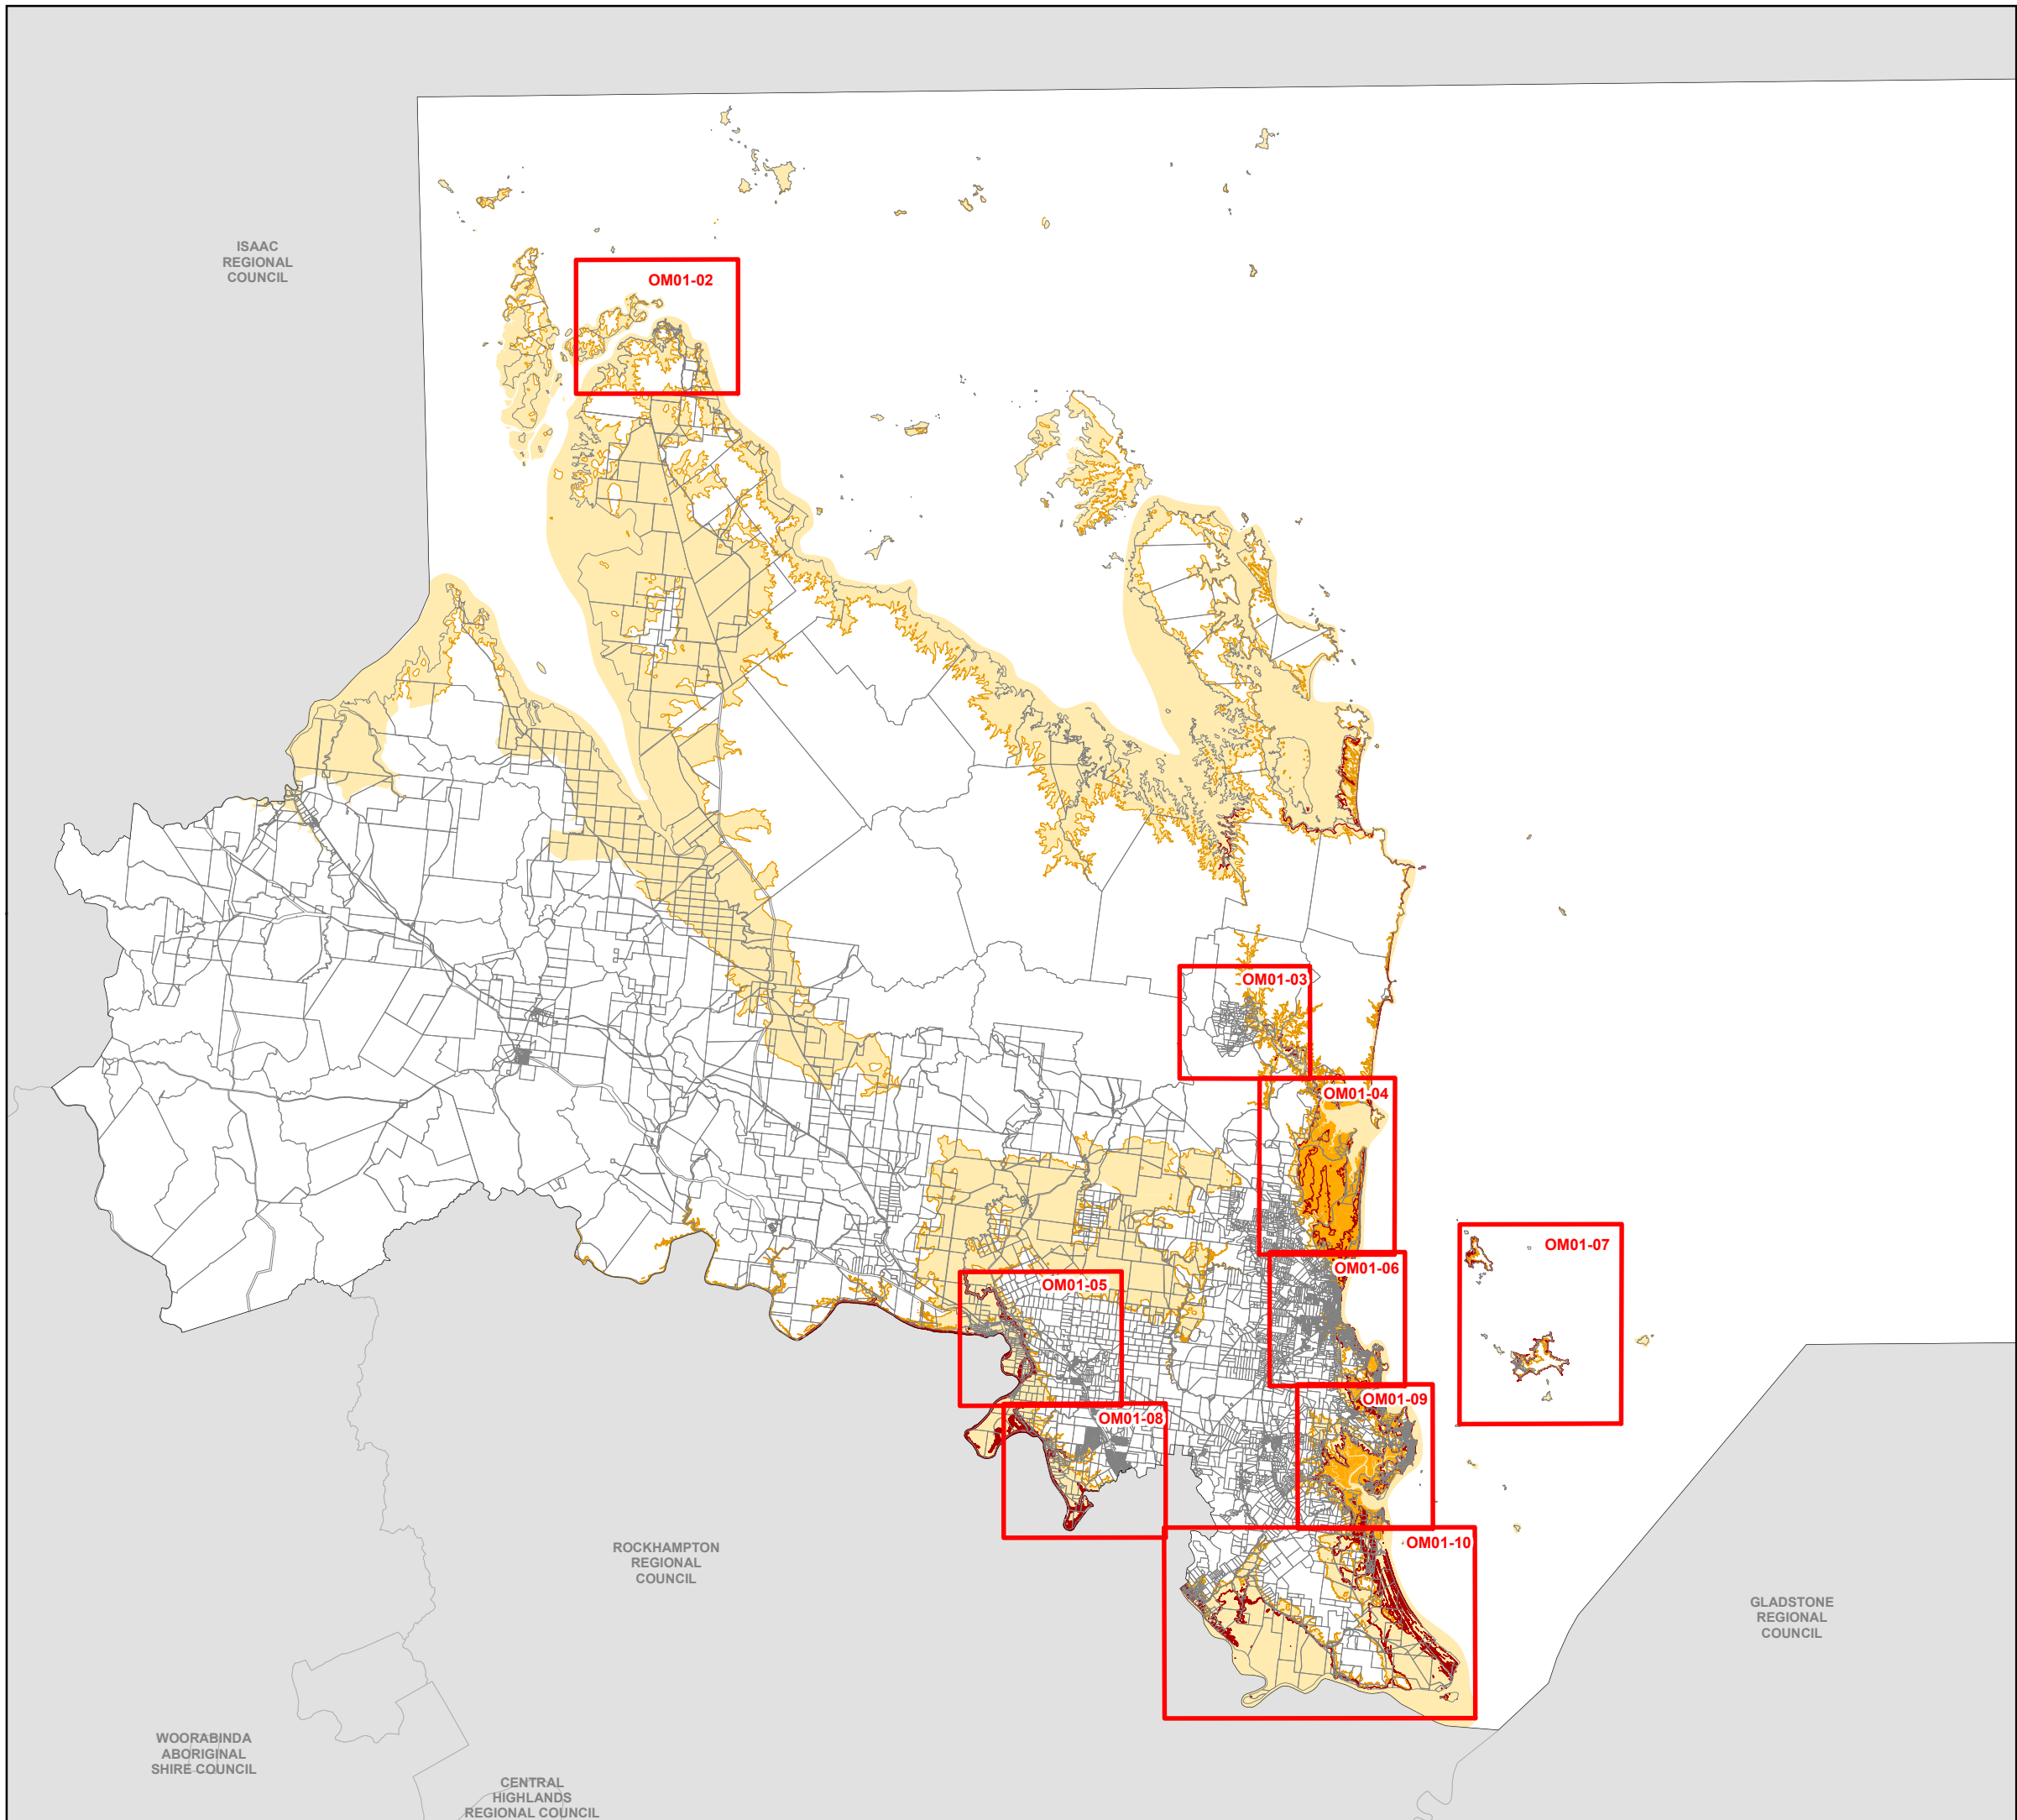 ISAAC
REGIONAL
COUNCIL
OM01-02
OM01-03
OM01-04
OM01-07
OM01-06
OM01-05
OM01-09
OM01-08
OM01-10
ROCKHAMPTON
REGIONAL
COUNCIL
GLADSTONE
REGIONAL
COUNCIL
WOORABINDA
ABORIGINAL
SHIRE COUNCIL
CENTRAL
HIGHLANDS
REGIONAL COUNCIL